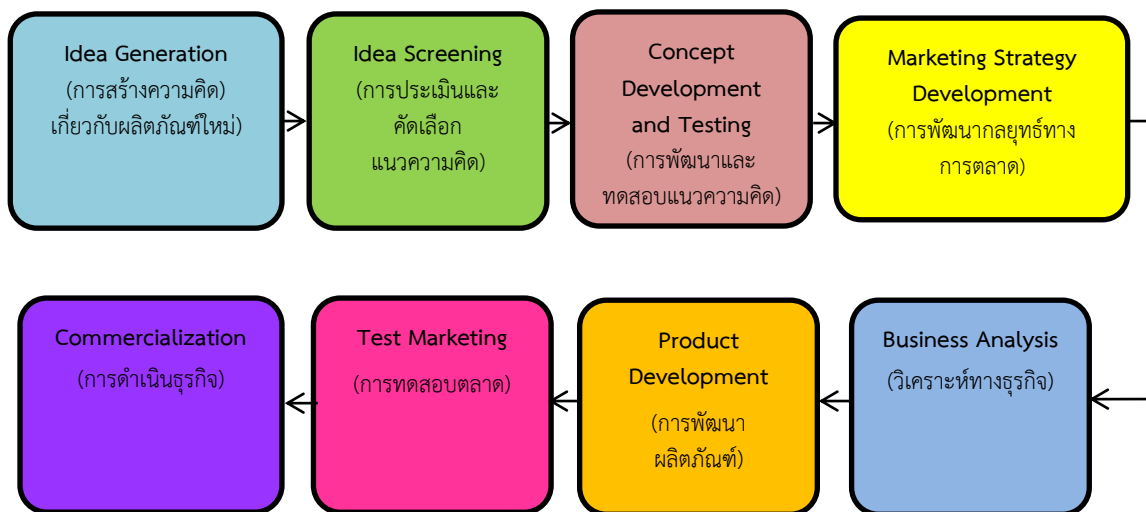 Idea Generation
(การสร้างความคิด)
เกี่ยวกับผลิตภัณฑ์ใหม่)
Idea Screening
(การประเมินและ
คัดเลือก
แนวความคิด)
Concept
Development
and Testing
(การพัฒนาและ
ทดสอบแนวความคิด)
Marketing Strategy
Development
(การพัฒนากลยุทธ์ทาง
การตลาด)
Business Analysis
(วิเคราะห์ทางธุรกิจ)
Product
Development
(การพัฒนา
ผลิตภัณฑ์)
Test Marketing
(การทดสอบตลาด)
Commercialization
(การดำเนินธุรกิจ)